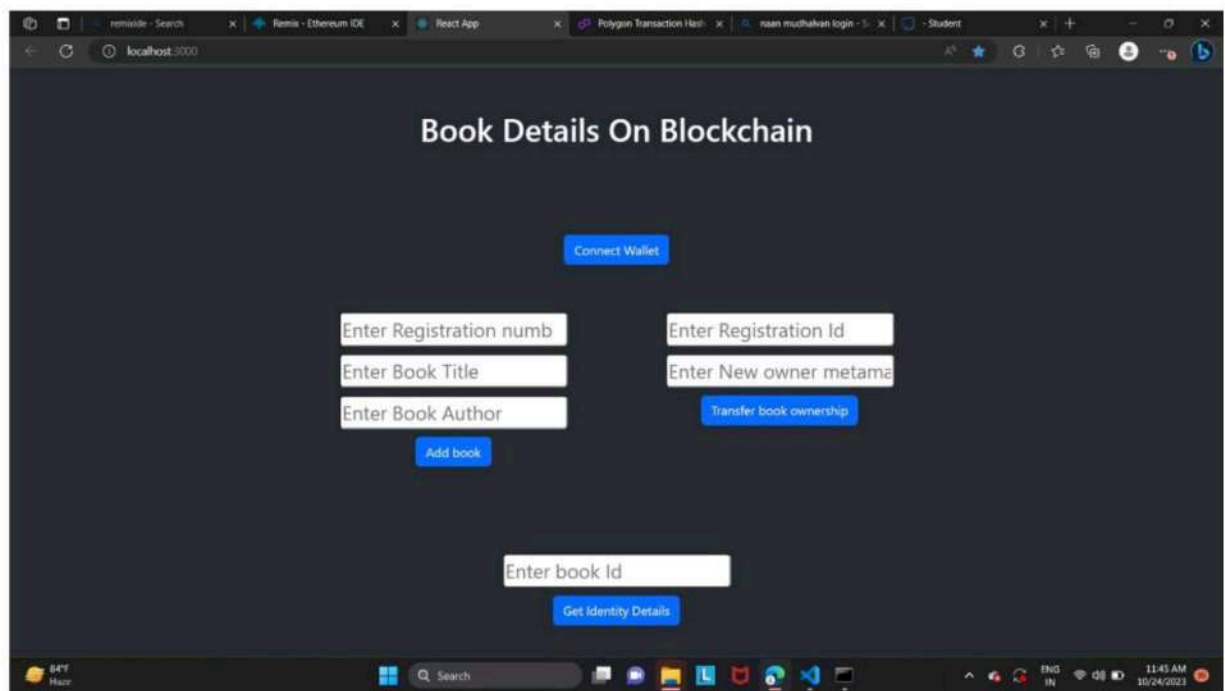 remixide - Search
Remix - Ethereum IDE
React App
Polygon Transaction Hash
naan mudhalvan login - S
- Student
localhost:3000
Book Details On Blockchain
Connect Wallet
Enter Registration numb
Enter Registration Id
Enter Book Title
Enter New owner metama
Enter Book Author
Transfer book ownership
Add book
Enter book Id
Get Identity Details
84°F
Haze
Search
ENG
IN
11:45 AM
10/24/2023